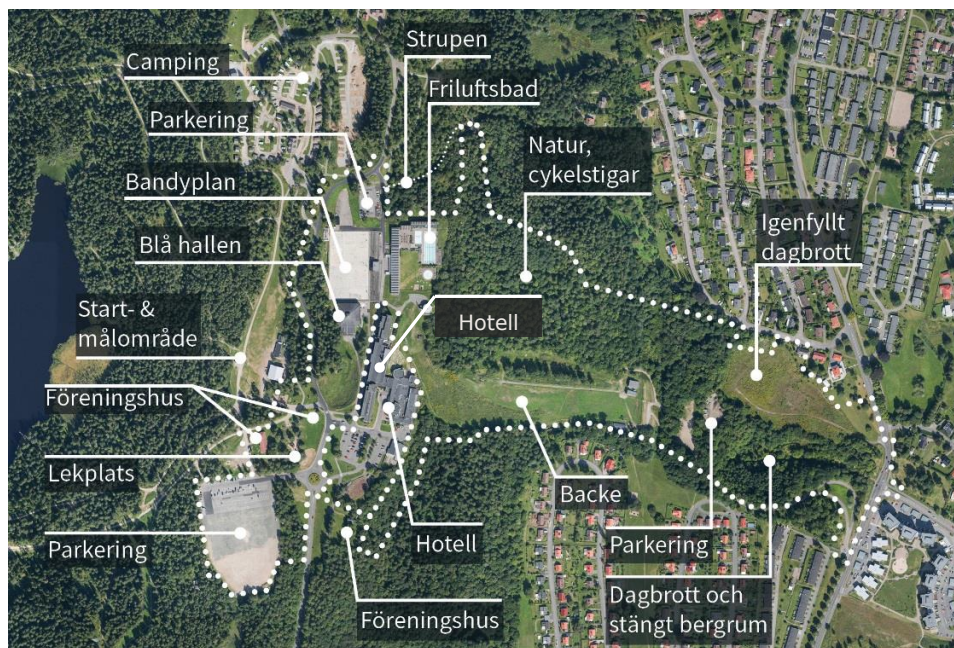 Strupen
Camping
Friluftsbad
Parkering
Natur,
cykelstigar
Bandyplan
Igenfyllt
dagbrott
Blå hallen
Start- &
målområde
Hotell
Föreningshus
Lekplats
Backe
Parkering
Hotell
Parkering
Dagbrott och
stängt bergrum
Föreningshus